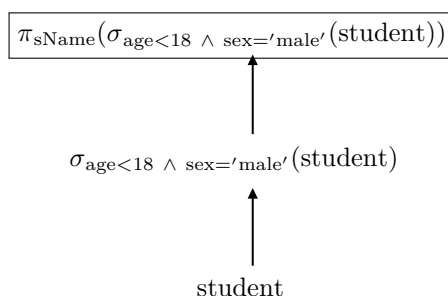 π_sName(σ_age<18 ∧ sex=′male′(student))
σ_age<18 ∧ sex=′male′(student)
student